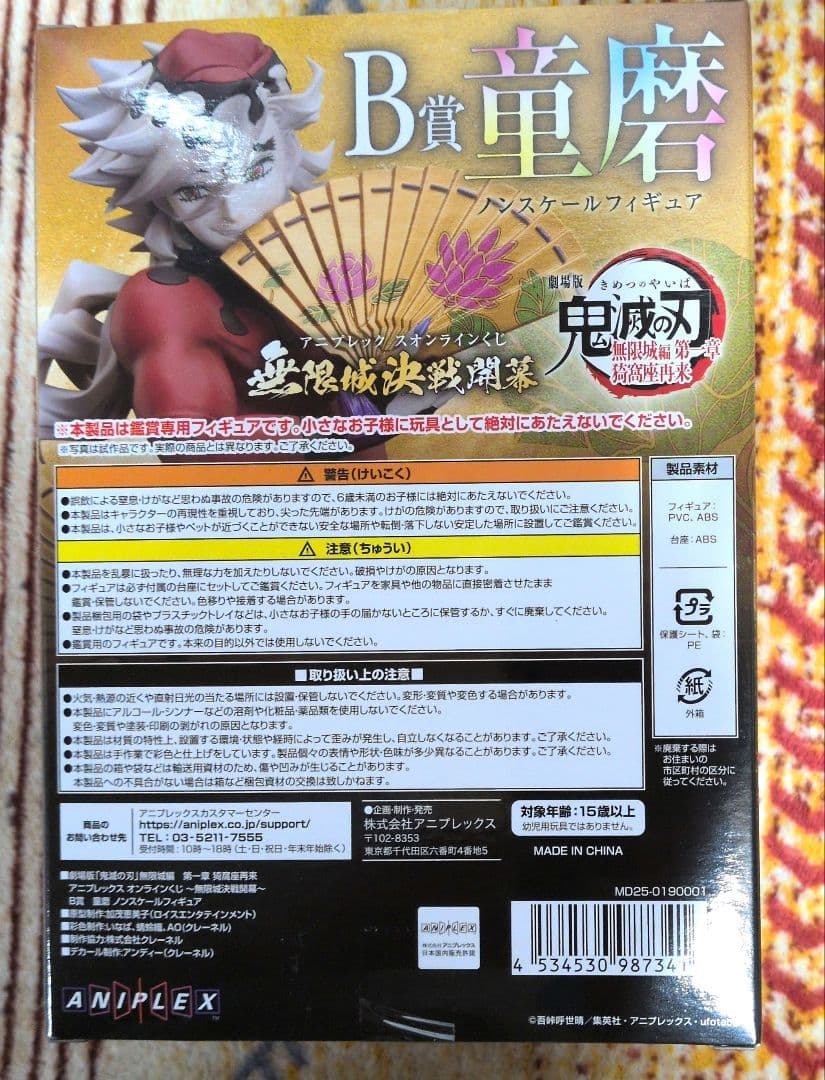 B賞 童磨
ノンスケールフィギュア
劇場版
きめつのやいば
鬼滅の刃
無限城編 第一章
猗窩座再来
アニプレックスオンラインくじ
無限城決戦開幕
※本製品は鑑賞専用フィギュアです。小さなお子様に玩具として絶対にあたえないでください。
※写真は試作品です。実際の商品とは異なります。ご了承ください。
⚠ 警告(けいこく)
●誤飲による窒息・けがなど思わぬ事故の危険がありますので、6歳未満のお子様には絶対にあたえないでください。
●本製品はキャラクターの再現性を重視しており、尖った先端があります。けがの危険がありますので、取り扱いにご注意ください。
●本製品は、小さなお子様やペットが近づくことができない安全な場所や転倒・落下しない安定した場所に設置してご鑑賞ください。
⚠ 注意(ちゅうい)
●本製品を乱暴に扱ったり、無理な力を加えたりしないでください。破損やけがの原因となります。
●フィギュアは必ず付属の台座にセットしてご鑑賞ください。フィギュアを家具や他の物品に直接密着させたまま
鑑賞・保管しないでください。色移りや接着する場合があります。
●製品梱包用の袋やプラスチックトレイなどは、小さなお子様の手の届かないところに保管するか、すぐに廃棄してください。
窒息・けがなど思わぬ事故の危険があります。
●鑑賞用のフィギュアです。本来の目的以外では使用しないでください。
■取り扱い上の注意■
●火気・熱源の近くや直射日光の当たる場所には設置・保管しないでください。変形・変質や変色する場合があります。
●本製品にアルコール・シンナーなどの溶剤や化粧品・薬品類を使用しないでください。
変色・変質や塗装・印刷の剥がれの原因となります。
●本製品は材質の特性上、設置する環境・状態や経時によって歪みが発生し、自立しなくなることがあります。ご了承ください。
●本製品は手作業で彩色と仕上げをしています。製品個々の表情や形状・色味が多少異なることがあります。ご了承ください。
●本製品の箱や袋などは輸送用資材のため、傷や凹みが生じることがあります。
本製品への不具合がない場合は箱など梱包資材の交換は致しかねます。
製品素材
フィギュア:
PVC、ABS
台座:ABS
プラ
保護シート、袋:
PE
紙
外箱
※廃棄する際は
お住まいの
市区町村の区分に
従ってください。
商品の
お問い合わせ先
アニプレックスカスタマーセンター
https://aniplex.co.jp/support/
TEL:03-5211-7555
受付時間:10時~18時(土・日・祝日・年末年始除く)
●企画・制作・発売
株式会社アニプレックス
〒102-8353
東京都千代田区六番町4番地5
対象年齢:15歳以上
幼児用玩具ではありません。
MADE IN CHINA
MD25-0190001
■劇場版「鬼滅の刃」無限城編 第一章 猗窩座再来
アニプレックス オンラインくじ ~無限城決戦開幕~
B賞 童磨 ノンスケールフィギュア
■原型制作:加茂恵美子(ロイスエンタテインメント)
■彩色制作:いなば、蜻蛉織、AO(クレーネル)
■制作協力:株式会社クレーネル
■デカール制作:アンディー(クレーネル)
ANIPLEX
株式会社アニプレックス
日本国内販売許諾
4 534530 98734
ANIPLEX
©吾峠呼世晴/集英社・アニプレックス・ufotab